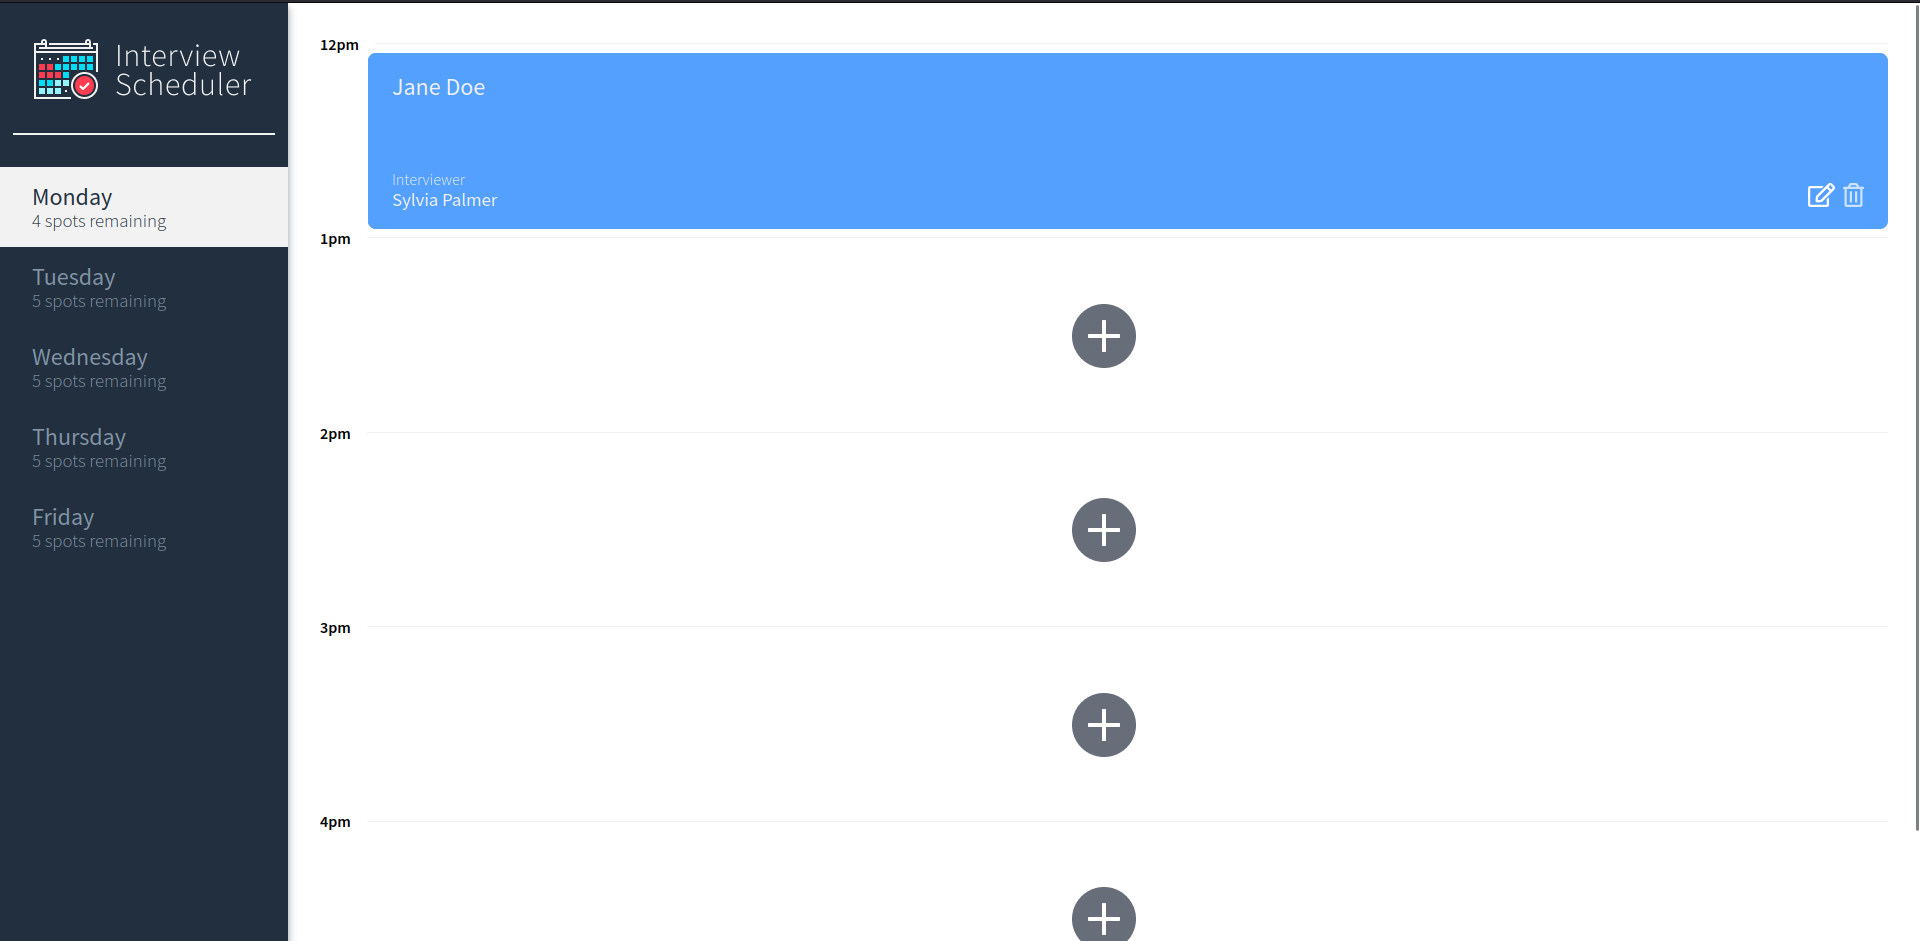 Interview
Scheduler
Monday
4 spots remaining
Tuesday
5 spots remaining
Wednesday
5 spots remaining
Thursday
5 spots remaining
Friday
5 spots remaining
12pm
Jane Doe
Interviewer
Sylvia Palmer
1pm
2pm
3pm
4pm